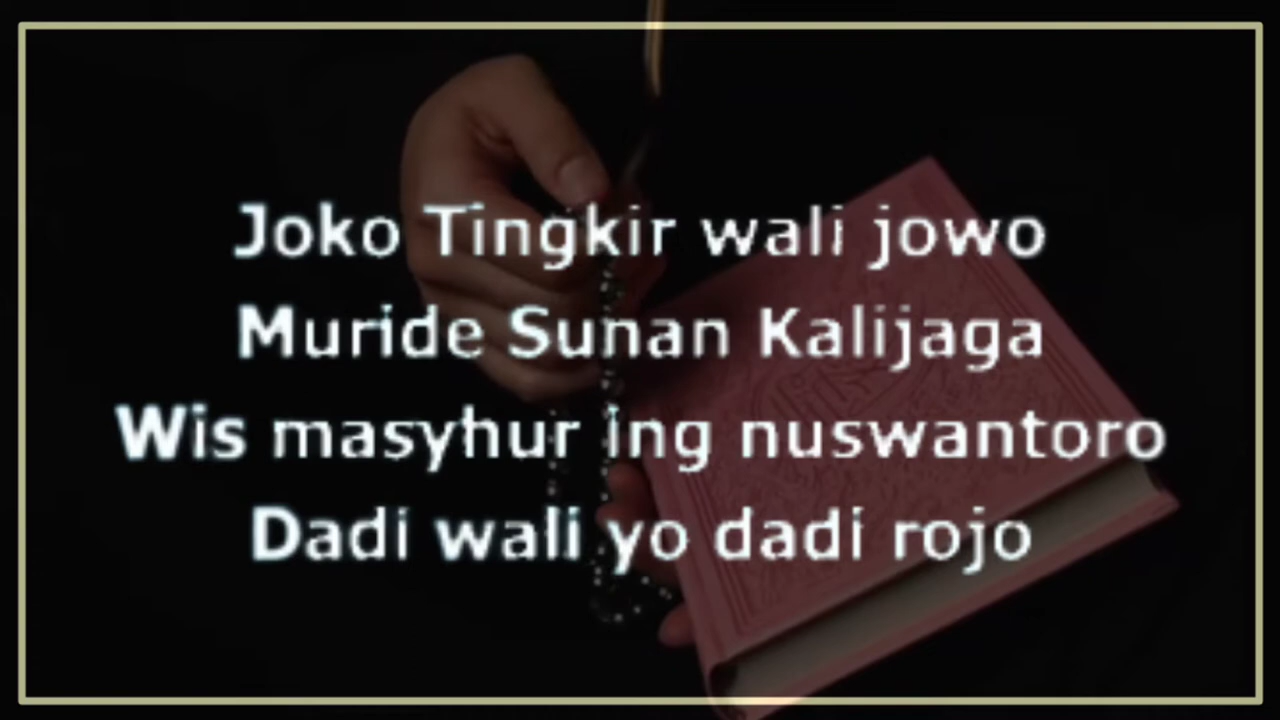 Joko Tingkir wali jowo
Muride Sunan Kalijaga
Wis masyhur ing nuswantoro
Dadi wali yo dadi rojo